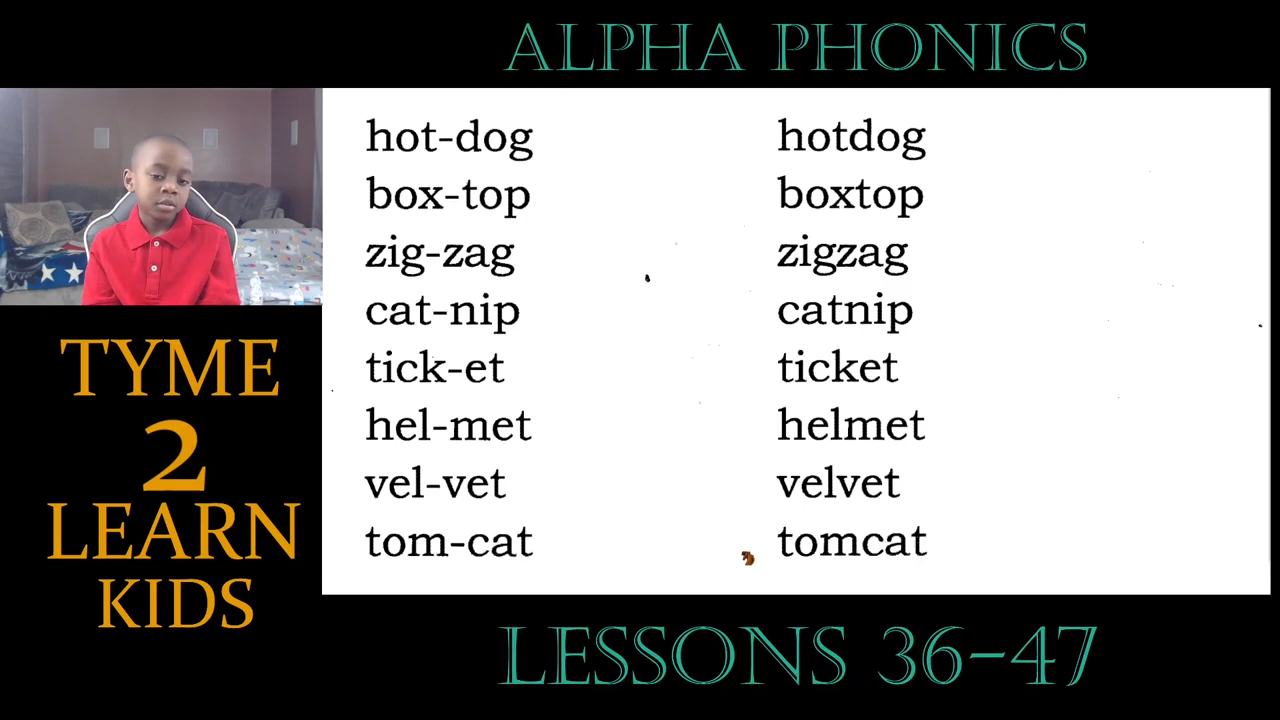 ALPHA PHONICS
hot-dog hotdog
box-top boxtop
zig-zag zigzag
cat-nip catnip
tick-et ticket
hel-met helmet
vel-vet velvet
tom-cat tomcat
TYME
2
LEARN
KIDS
LESSONS 36-47